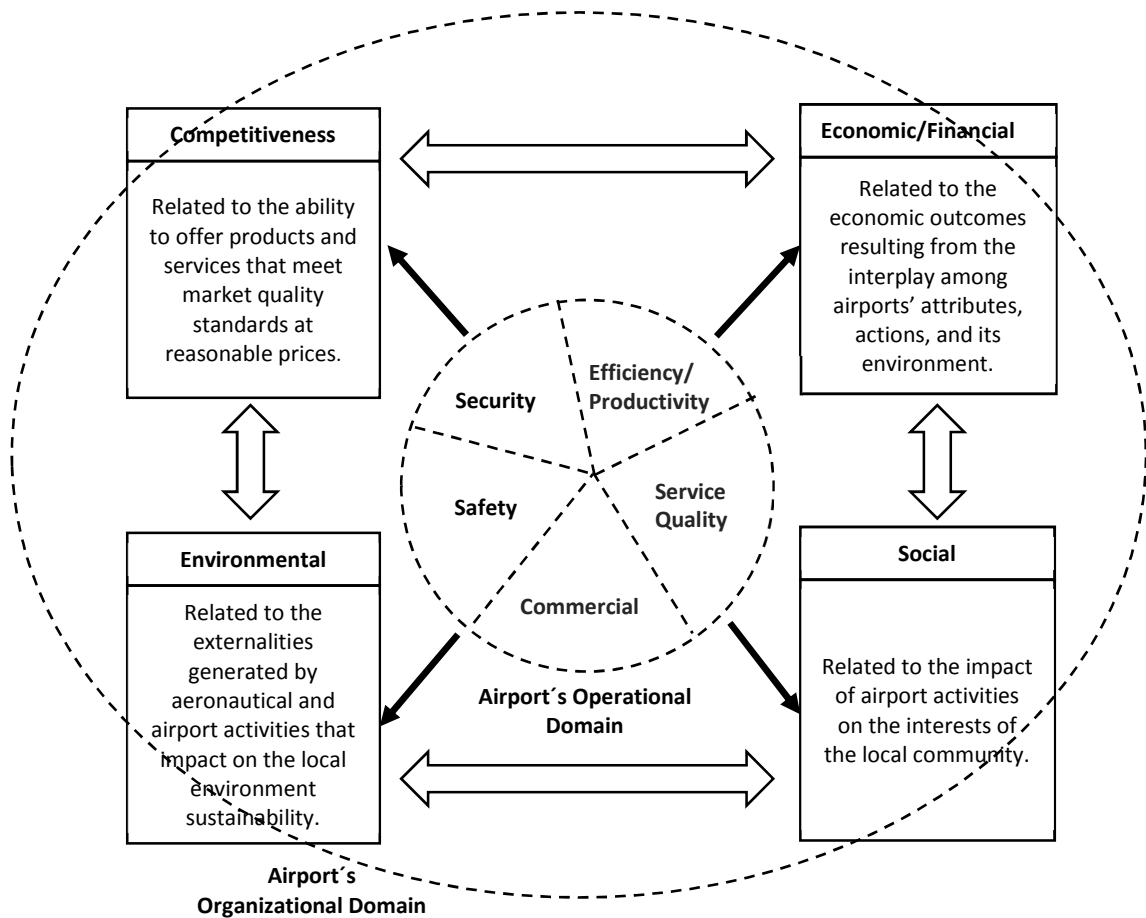 Competitiveness
Related to the ability
to offer products and
services that meet
market quality
standards at
reasonable prices.
Economic/Financial
Related to the
economic outcomes
resulting from the
interplay among
airports’ attributes,
actions, and its
environment.
Efficiency/
Productivity
Security
Safety
Service
Quality
Commercial
Airport´s Operational
Domain
Environmental
Related to the
externalities
generated by
aeronautical and
airport activities that
impact on the local
environment
sustainability.
Social
Related to the impact
of airport activities
on the interests of
the local community.
Airport´s
Organizational Domain